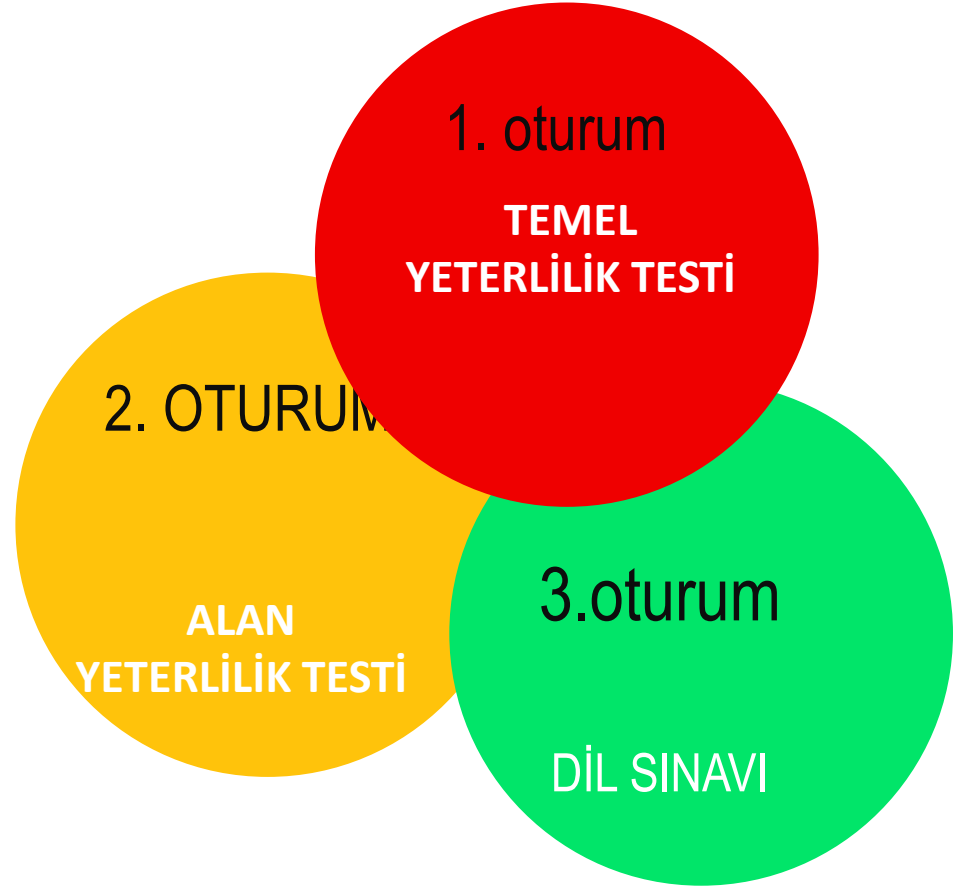 1. oturum
TEMEL
YETERLİLİK TESTİ
2. OTURUM
ALAN
YETERLİLİK TESTİ
3.oturum
DİL SINAVI